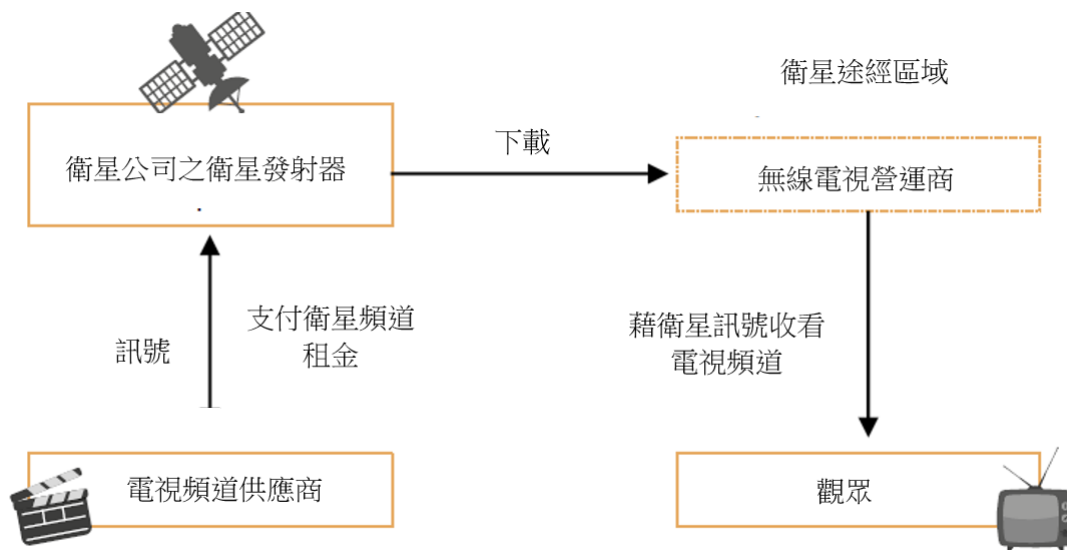 衛星途經區域
衛星公司之衛星發射器
下載
無線電視營運商
訊號
支付衛星頻道
租金
藉衛星訊號收看
電視頻道
電視頻道供應商
觀眾